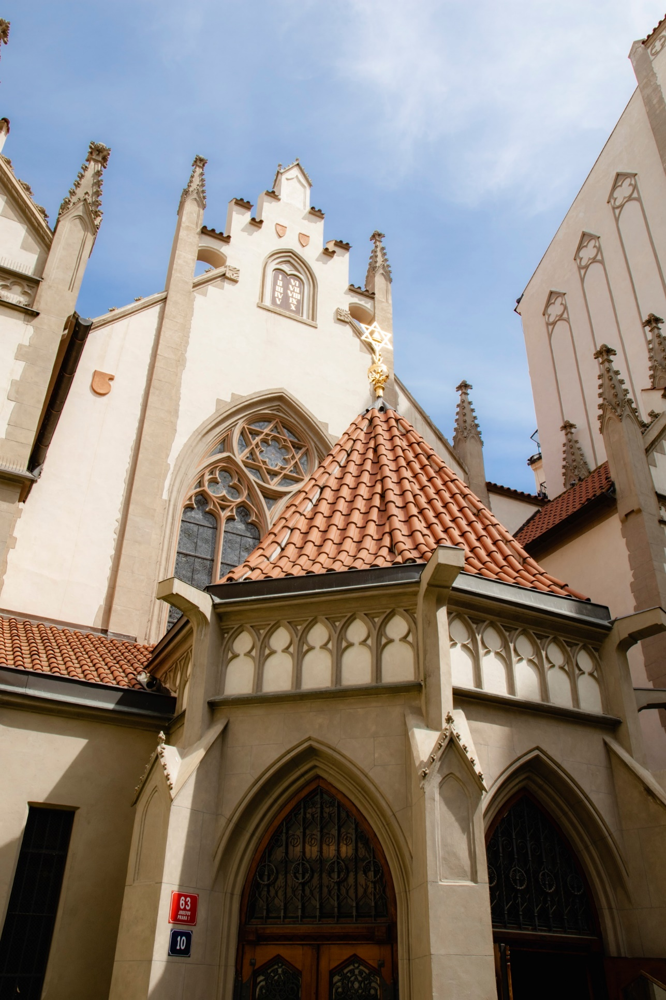 I VI
II VII
III VIII
IV IX
V X
63
JOSEFOV
PRAHA 1
10